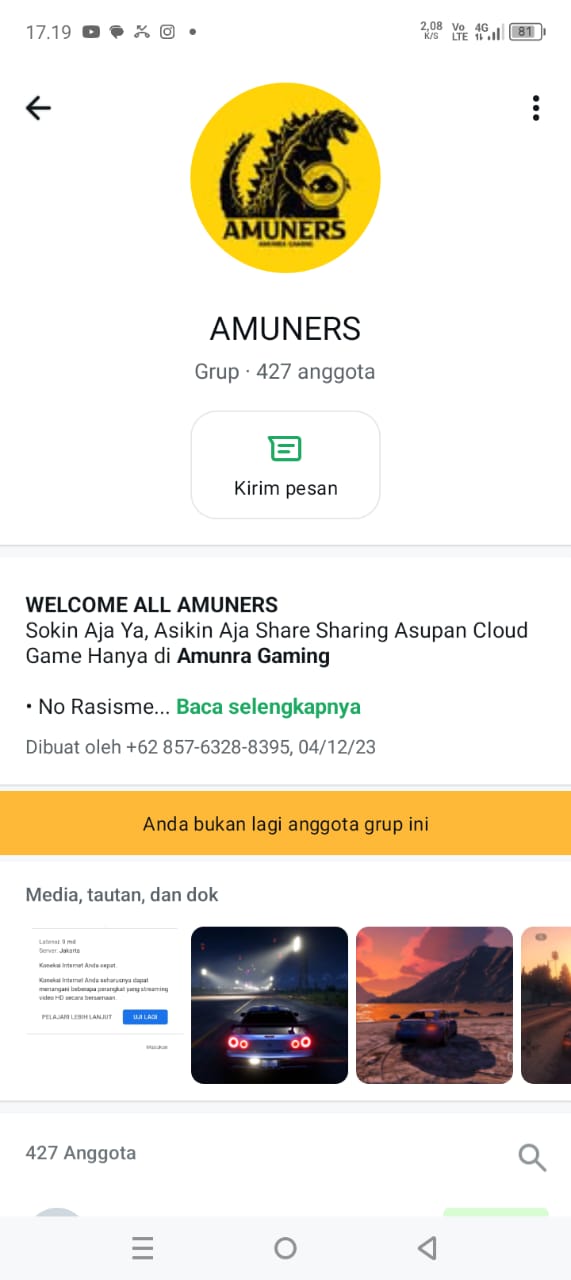 17.19
2,08 K/S
Vo LTE
4G
81
AMUNERS
AMUNRA GAMING
AMUNERS
Grup · 427 anggota
Kirim pesan
WELCOME ALL AMUNERS
Sokin Aja Ya, Asikin Aja Share Sharing Asupan Cloud
Game Hanya di Amunra Gaming
• No Rasisme... Baca selengkapnya
Dibuat oleh +62 857-6328-8395, 04/12/23
Anda bukan lagi anggota grup ini
Media, tautan, dan dok
Server: Jakarta
Koneksi Internet Anda cepat.
Koneksi Internet Anda seharusnya dapat
menangani beberapa perangkat yang streaming
video HD secara bersamaan.
PELAJARI LEBIH LANJUT
UJI LAGI
Masukan
427 Anggota